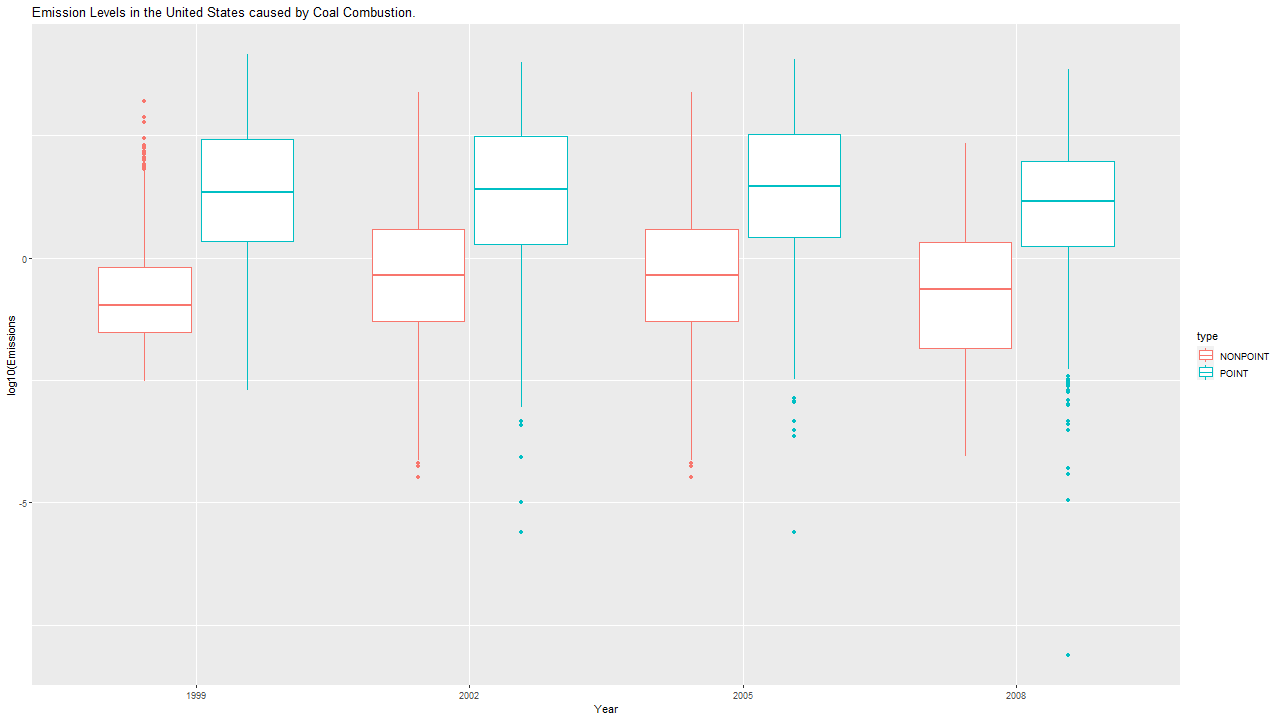 Emission Levels in the United States caused by Coal Combustion.
log10(Emissions)
0
-5
1999
2002
2005
2008
Year
type
NONPOINT
POINT